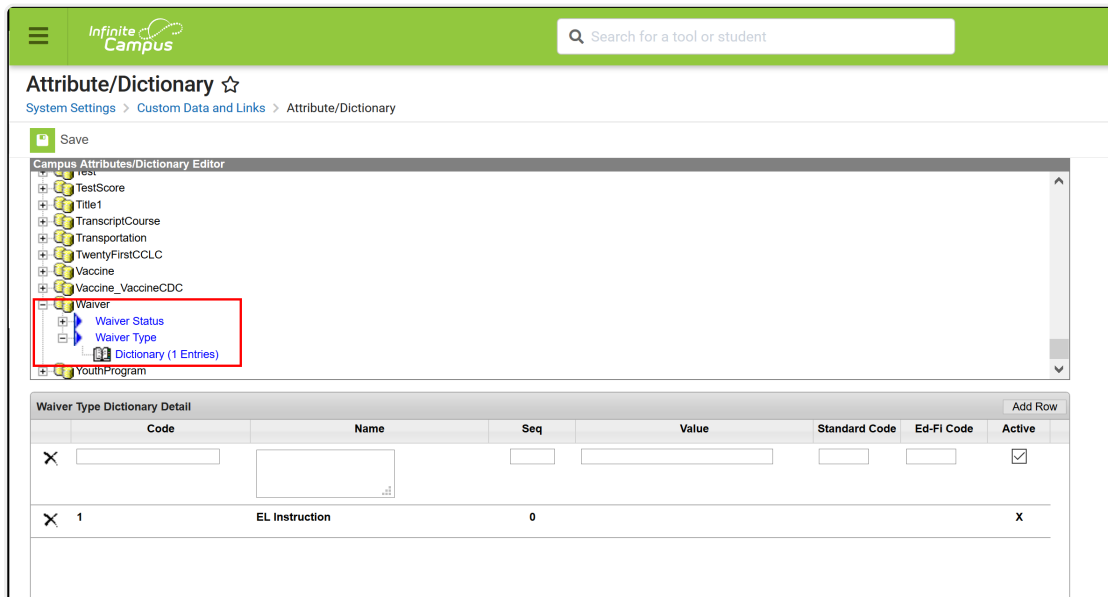 Infinite
Campus
Search for a tool or student
Attribute/Dictionary
System Settings > Custom Data and Links > Attribute/Dictionary
Save
Campus Attributes/Dictionary Editor
Test
TestScore
Title1
TranscriptCourse
Transportation
TwentyFirstCCLC
Vaccine
Vaccine_VaccineCDC
Waiver
Waiver Status
Waiver Type
Dictionary (1 Entries)
YouthProgram
Waiver Type Dictionary Detail Add Row
Code Name Seq Value Standard Code Ed-Fi Code Active
X
X 1 EL Instruction 0 X